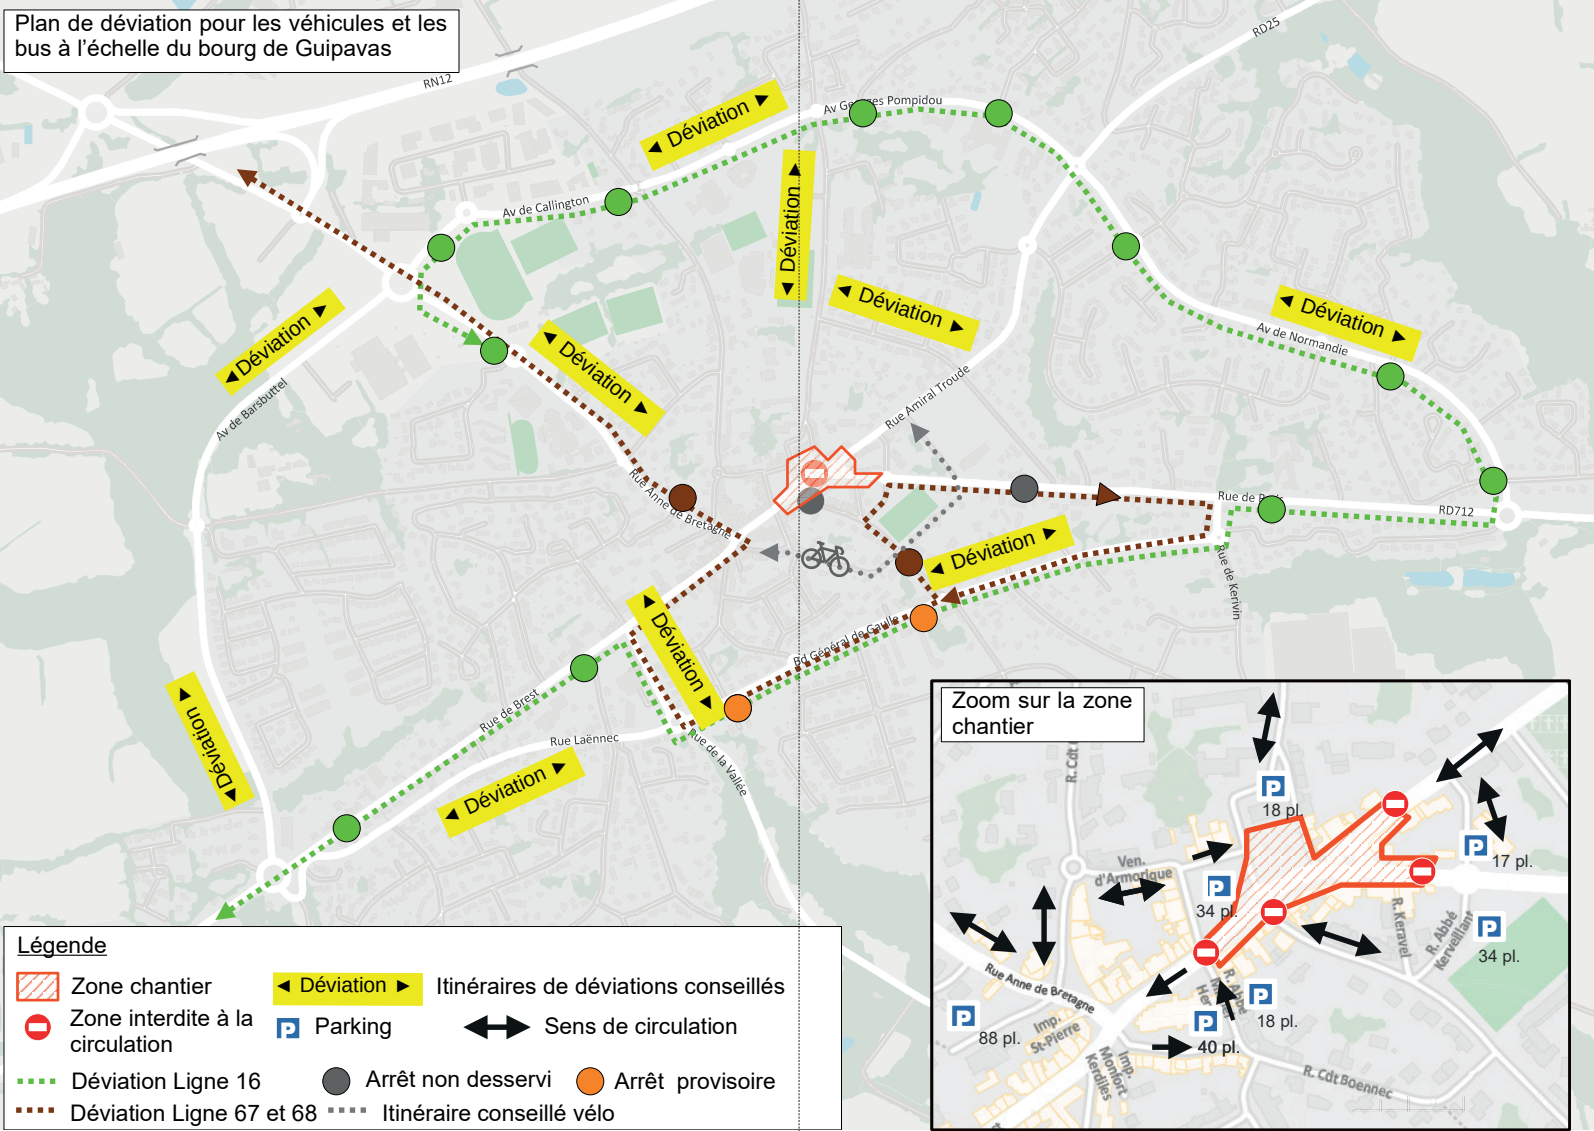 Plan de déviation pour les véhicules et les
bus à l'échelle du bourg de Guipavas
RN12
RD25
Av Georges Pompidou
◄ Déviation ►
◄ Déviation ►
Av de Callington
◄ Déviation ►
◄ Déviation ►
Av de Normandie
◄ Déviation ►
◄ Déviation ►
Av de Barsbuttel
Rue Amiral Troude
Rue Anne de Bretagne
Rue de
RD712
◄ Déviation ►
Rue de Kerivin
◄ Déviation ►
Bd Général de Gaulle
◄ Déviation ►
Rue de Brest
Rue Laënnec
Rue de la Vallée
◄ Déviation ►
Zoom sur la zone
chantier
R. Cdt
18 pl.
17 pl.
Ven.
d'Armorique
34 pl.
R. Keravel
R. Abbé
Kerveillant
34 pl.
Rue Anne de Bretagne
R. Abbé
18 pl.
88 pl.
Imp.
St-Pierre
40 pl.
Imp.
Monfort
Kerdiles
R. Cdt Boennec
Légende
Zone chantier
◄ Déviation ►
Itinéraires de déviations conseillés
Zone interdite à la
circulation
P Parking
Sens de circulation
Déviation Ligne 16
Arrêt non desservi
Arrêt provisoire
Déviation Ligne 67 et 68
Itinéraire conseillé vélo